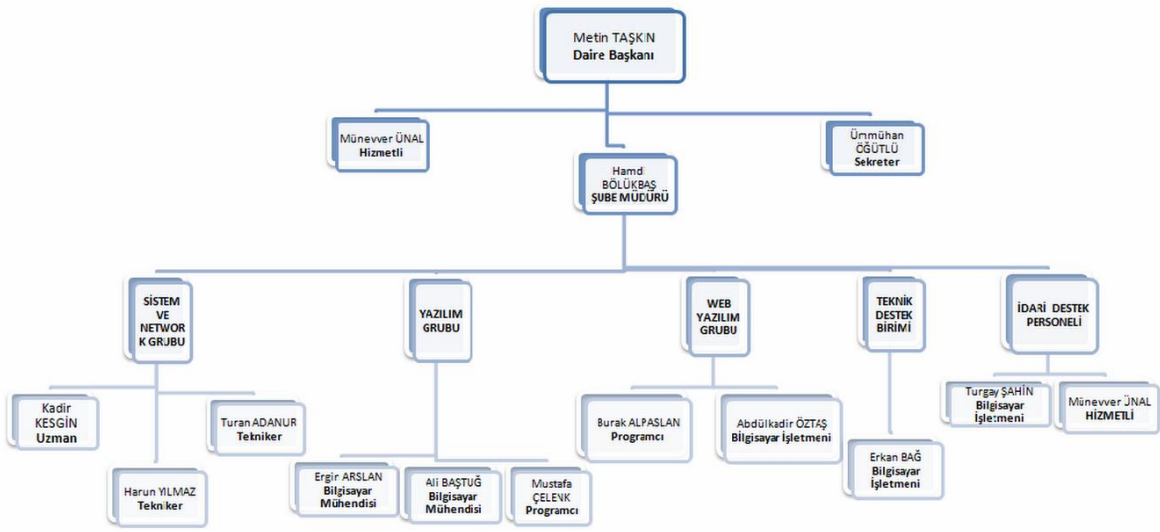 Metin TAŞKIN
Daire Başkanı
Münevver ÜNAL
Hizmetli
Ümmühan
ÖĞÜTLÜ
Sekreter
Hamdi
BÖLÜKBAŞ
ŞUBE MÜDÜRÜ
SİSTEM
VE
NETWOR
K GRUBU
YAZILIM
GRUBU
WEB
YAZILIM
GRUBU
TEKNİK
DESTEK
BİRİMİ
İDARİ DESTEK
PERSONELİ
Kadir
KESGİN
Uzman
Turan ADANUR
Tekniker
Harun YILMAZ
Tekniker
Ergin ARSLAN
Bilgisayar
Mühendisi
Ali BAŞTUĞ
Bilgisayar
Mühendisi
Mustafa
ÇELENK
Programcı
Burak ALPASLAN
Programcı
Abdülkadir ÖZTAŞ
Bilgisayar İşletmeni
Erkan BAĞ
Bilgisayar
İşletmeni
Turgay ŞAHİN
Bilgisayar
İşletmeni
Münevver ÜNAL
HİZMETLİ